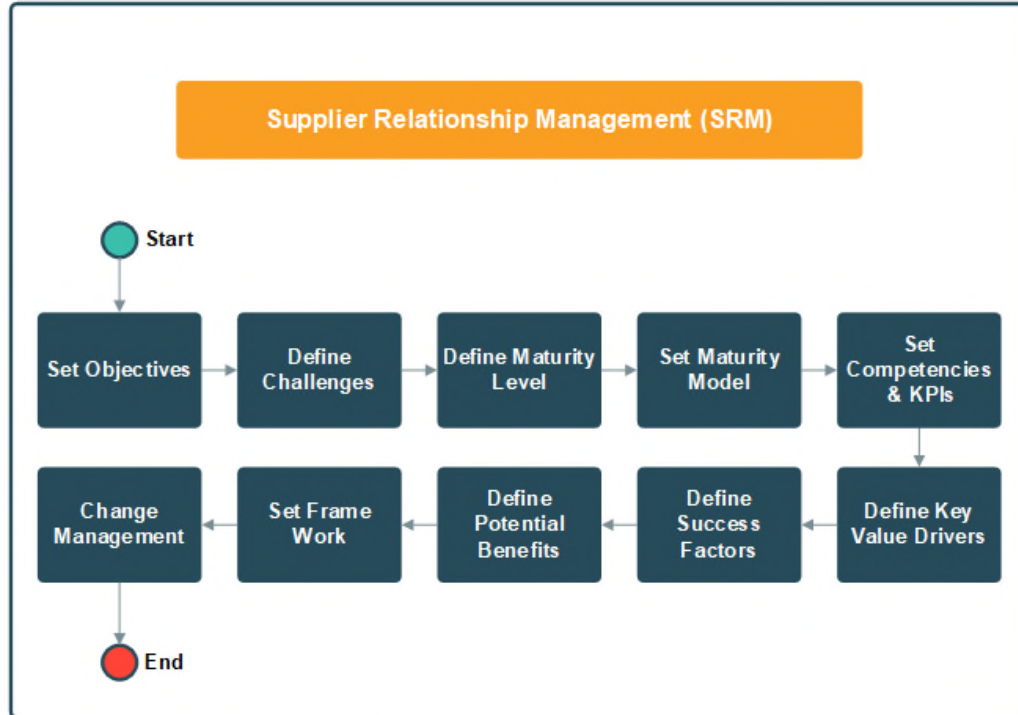 Supplier Relationship Management (SRM)
Start
Set Objectives
Define
Challenges
Define Maturity
Level
Set Maturity
Model
Set
Competencies
& KPIs
Define Key
Value Drivers
Define
Success
Factors
Define
Potential
Benefits
Set Frame
Work
Change
Management
End